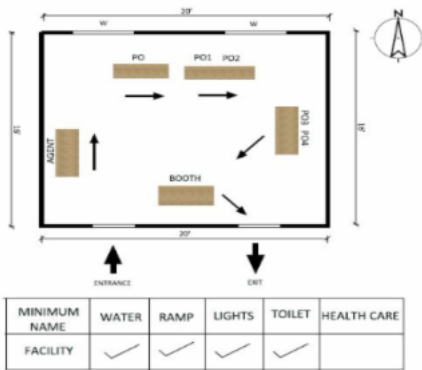 20'
N
W W
PO PO1 PO2
18'
18'
AGENT
PO3 PO4
BOOTH
20'
ENTRANCE EXIT
MINIMUM NAME WATER RAMP LIGHTS TOILET HEALTH CARE
FACILITY